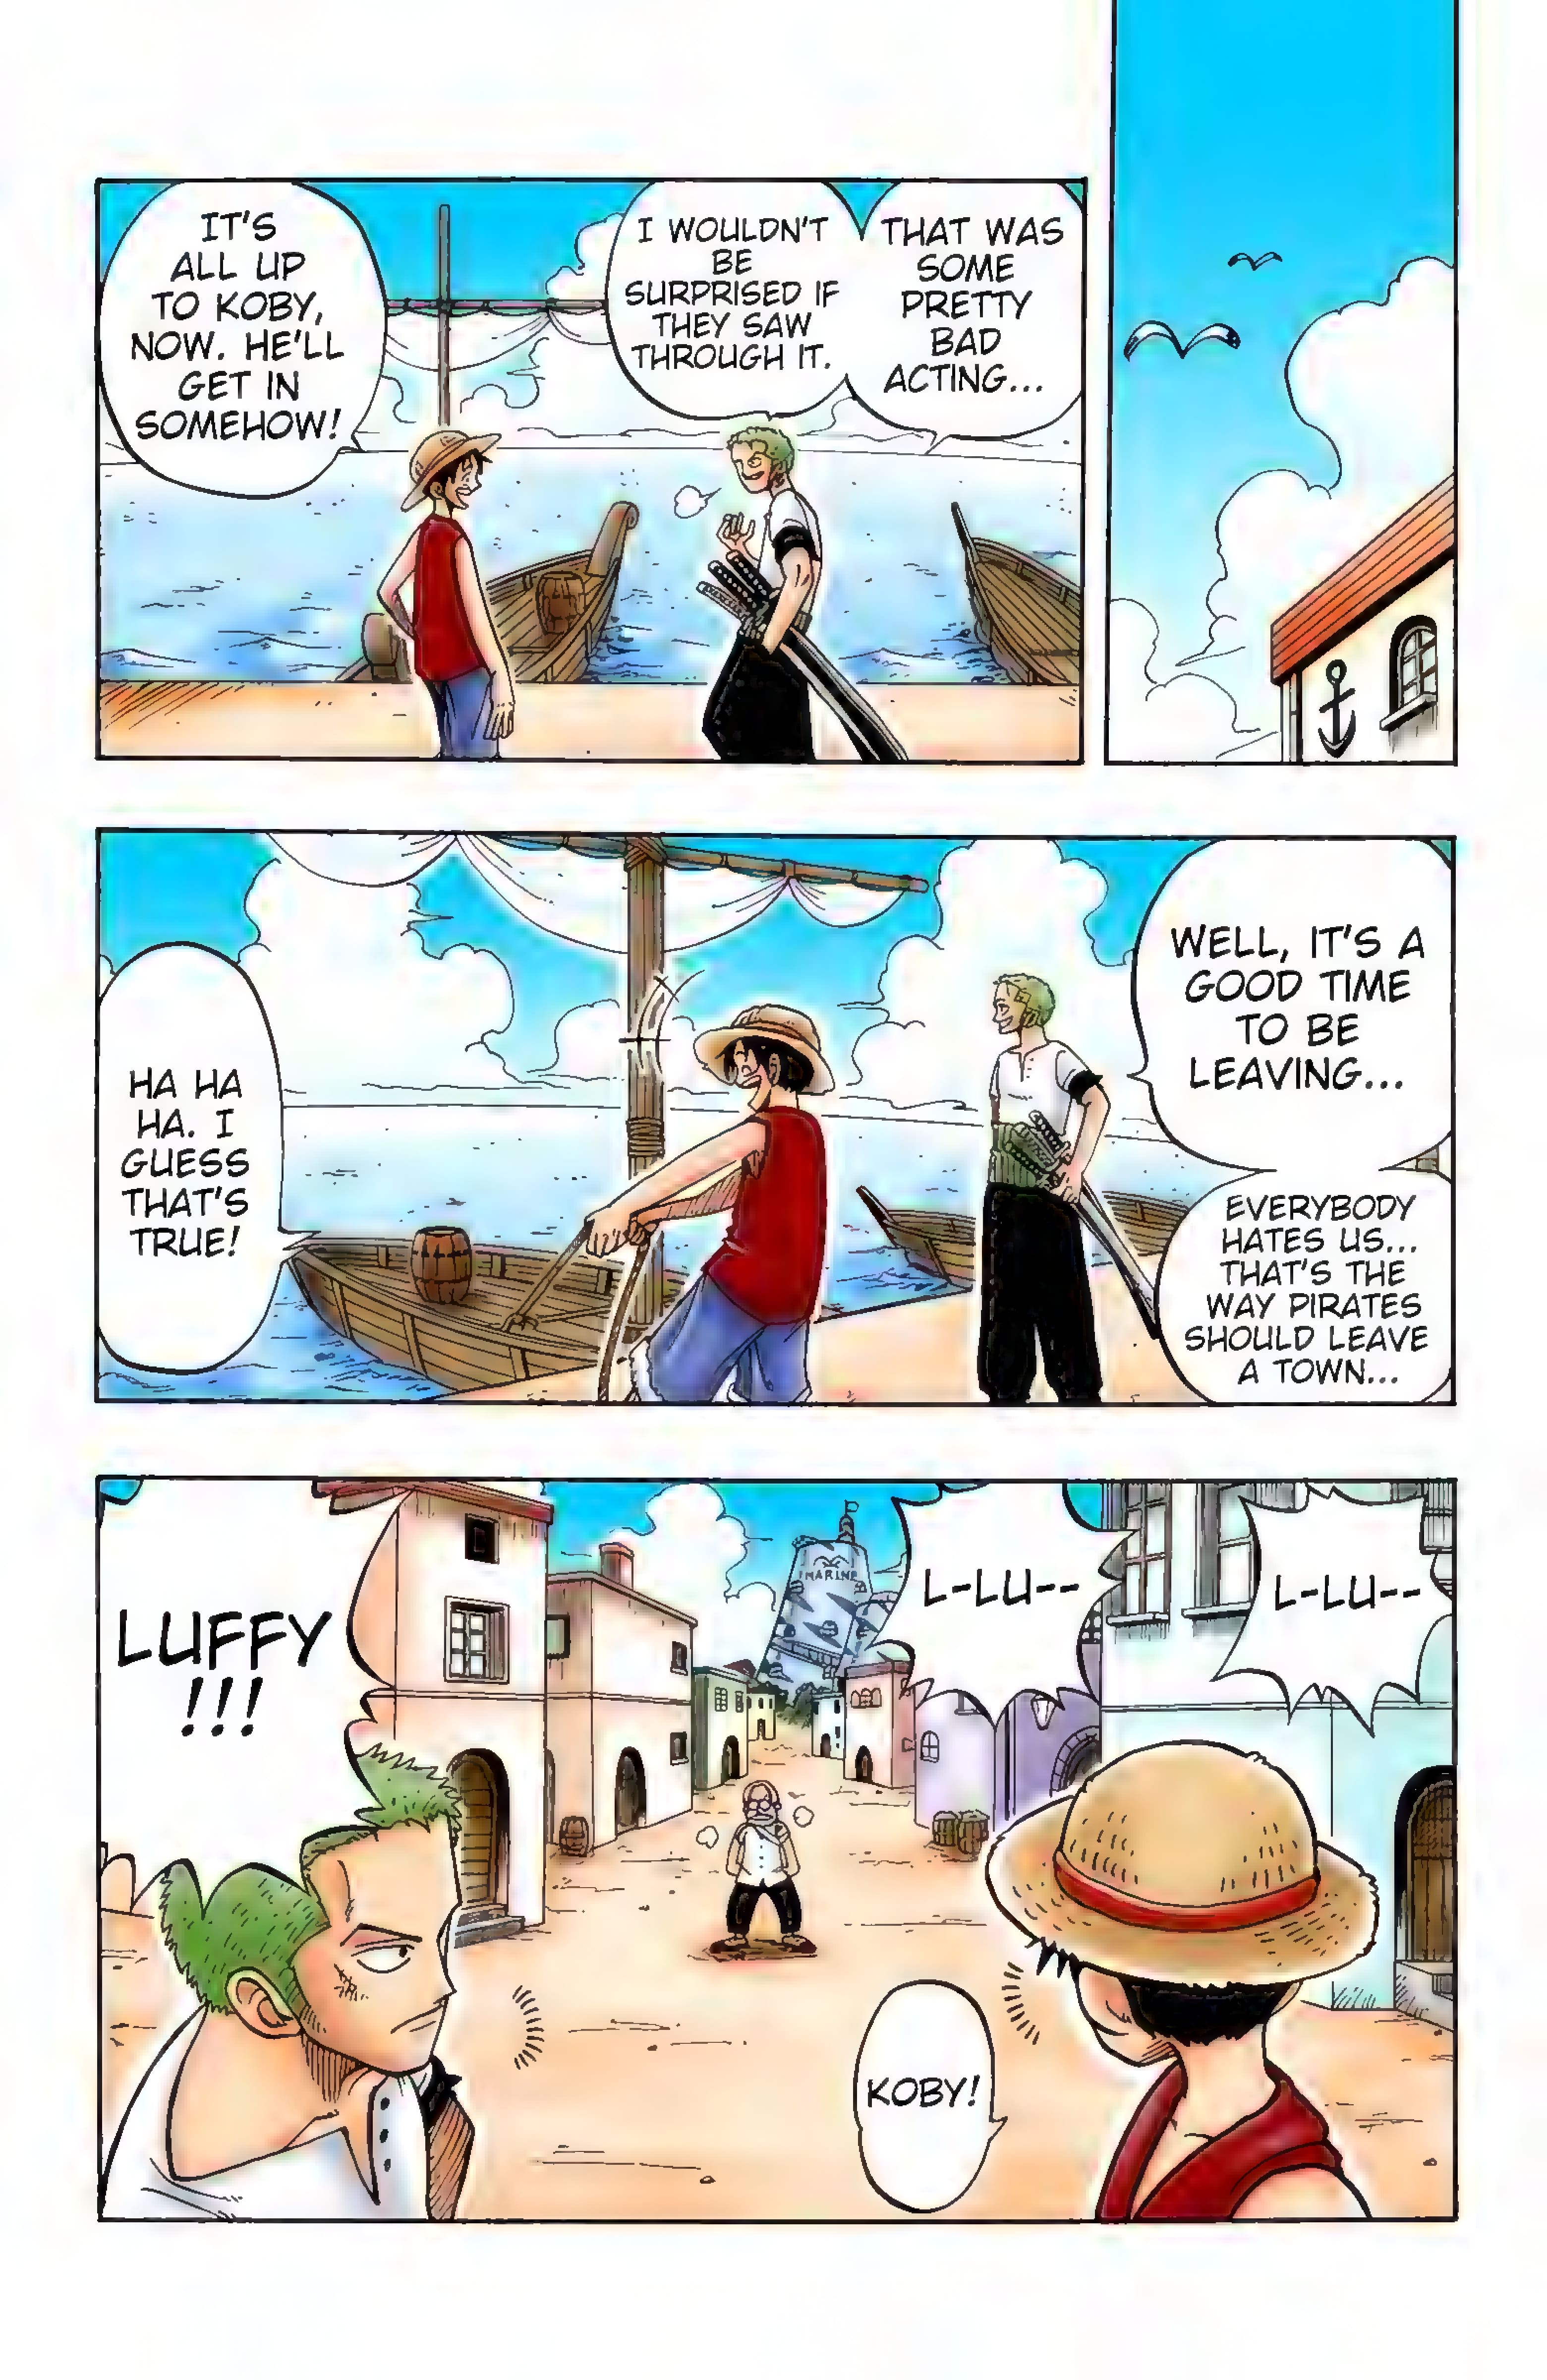 THAT WAS
SOME
PRETTY
BAD
ACTING...
I WOULDN'T
BE
SURPRISED IF
THEY SAW
THROUGH IT.
IT'S
ALL UP
TO KOBY,
NOW. HE'LL
GET IN
SOMEHOW!
WELL, IT'S A
GOOD TIME
TO BE
LEAVING...
EVERYBODY
HATES US...
THAT'S THE
WAY PIRATES
SHOULD LEAVE
A TOWN...
HA HA
HA. I
GUESS
THAT'S
TRUE!
L-LU--
L-LU--
MARINE
LUFFY
!!!
KOBY!